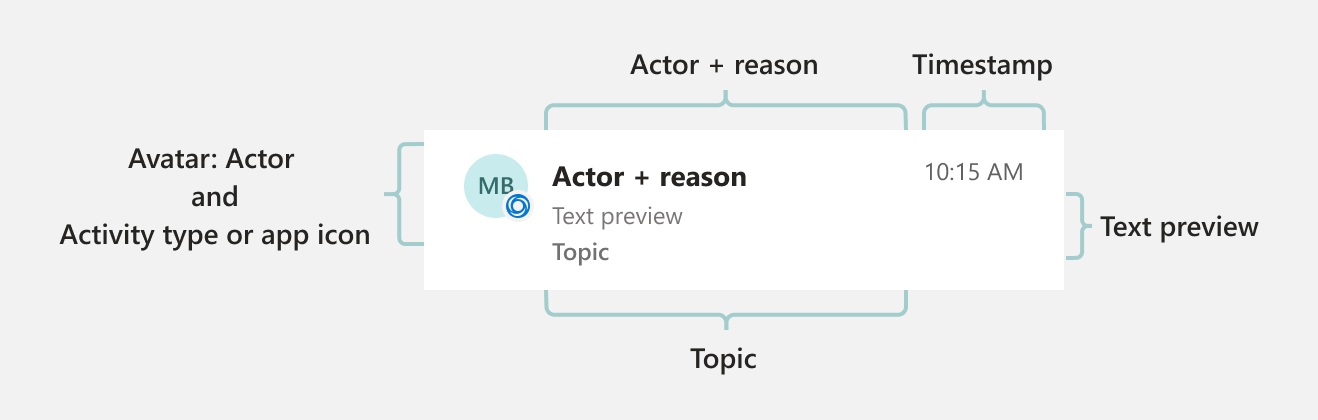 Actor + reason
Timestamp
Avatar: Actor
and
Activity type or app icon
MB
Actor + reason
10:15 AM
Text preview
Topic
Text preview
Topic